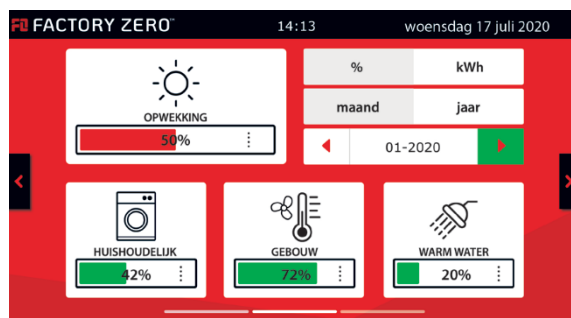 FACTORY ZERO™ 14:13 woensdag 17 juli 2020
% kWh
OPWEKKING
maand jaar
50%
01-2020
HUISHOUDELIJK GEBOUW WARM WATER
42% 72% 20%